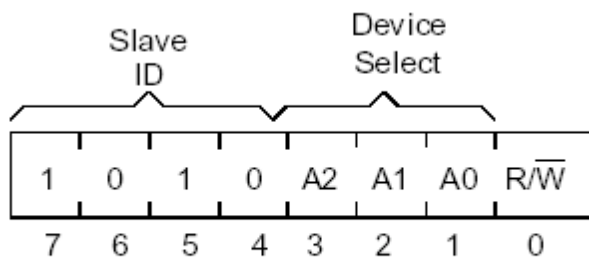 Slave
ID
Device
Select
1 0 1 0 A2 A1 A0 R/W̅
7 6 5 4 3 2 1 0